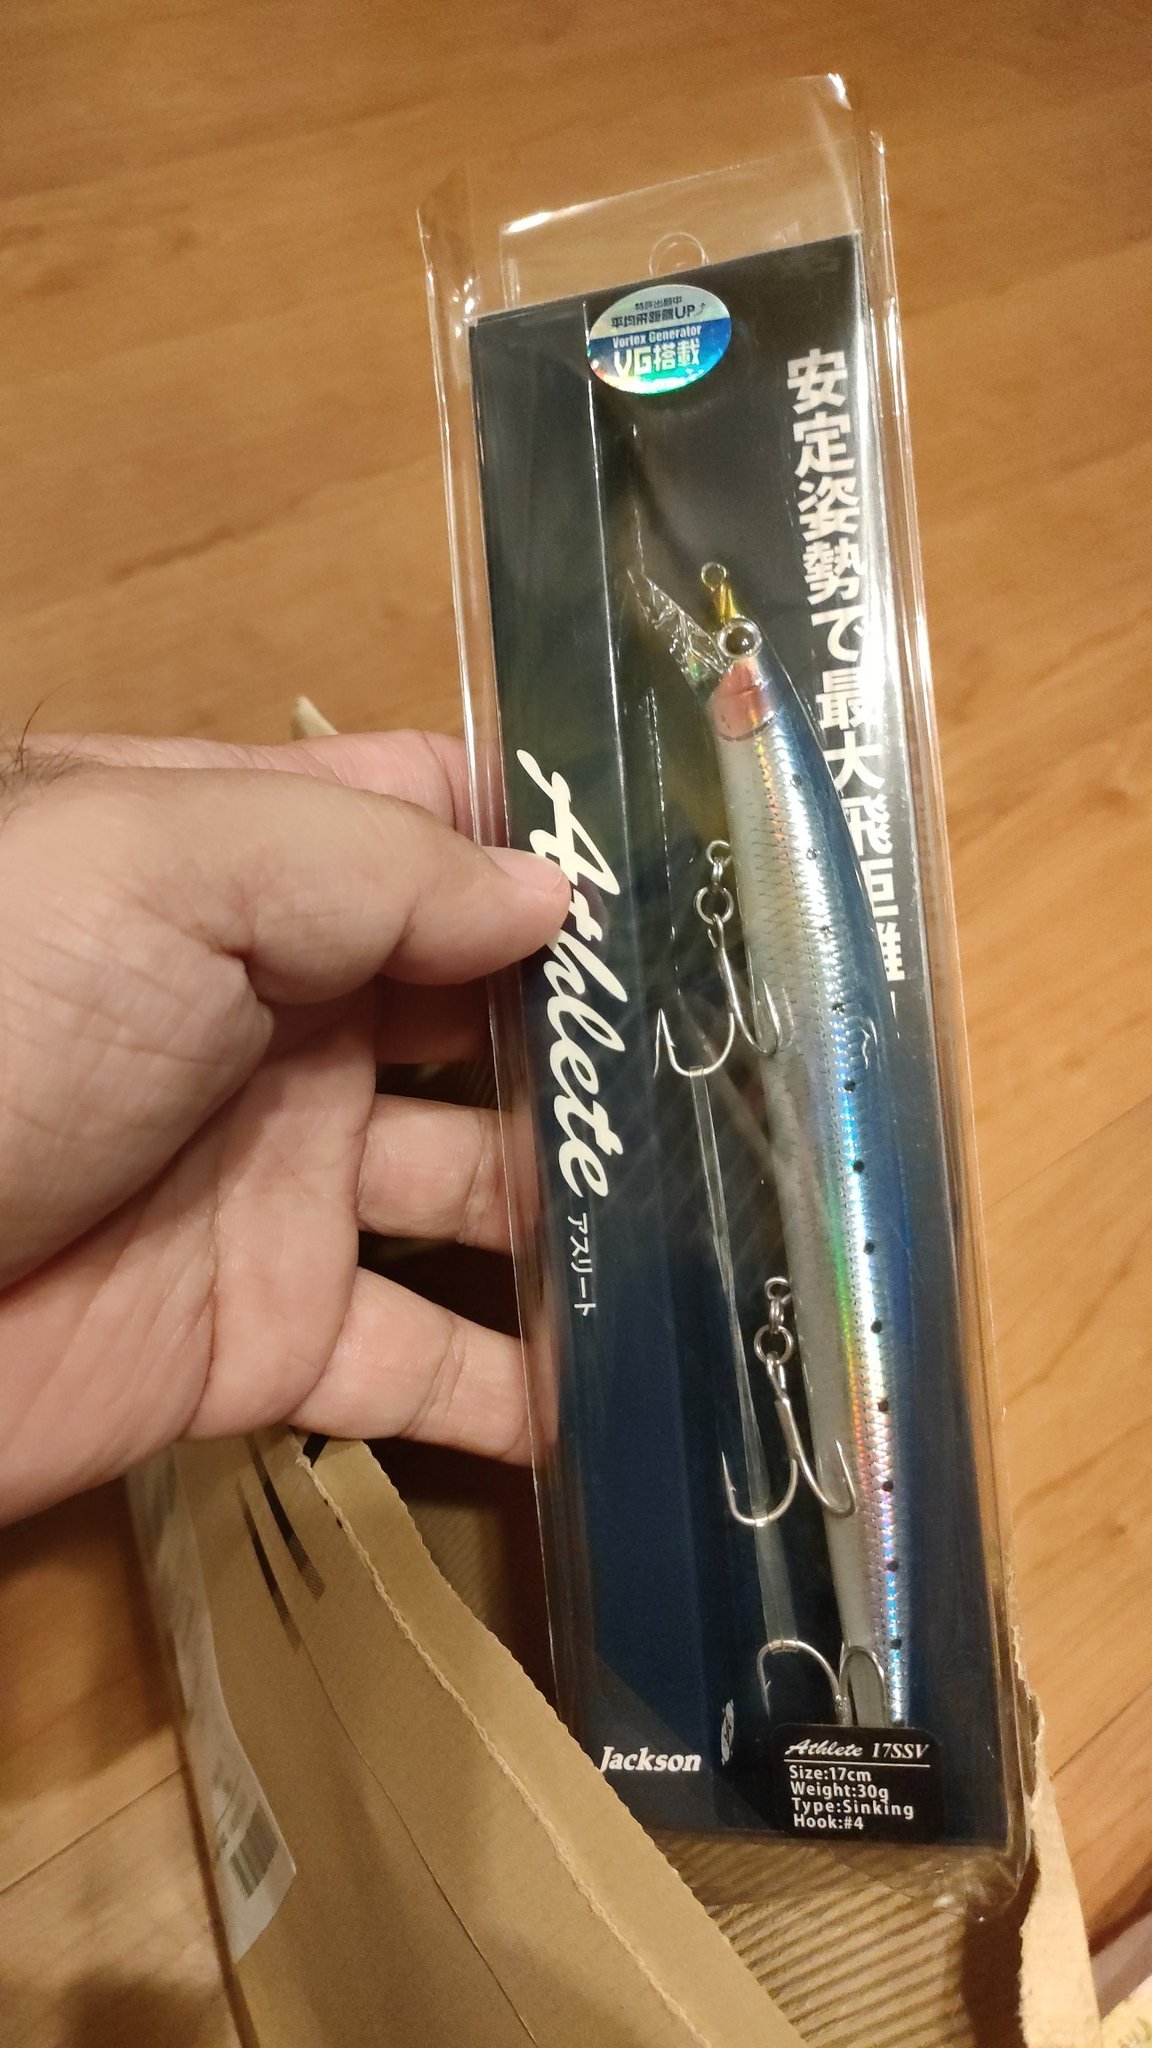 特許出願中
平均飛距離UP
Vortex Generator
VG搭載
安定姿勢で最大飛距離！
Athlete
アスリート
Jackson
Athlete 17SSV
Size:17cm
Weight:30g
Type:Sinking
Hook:#4